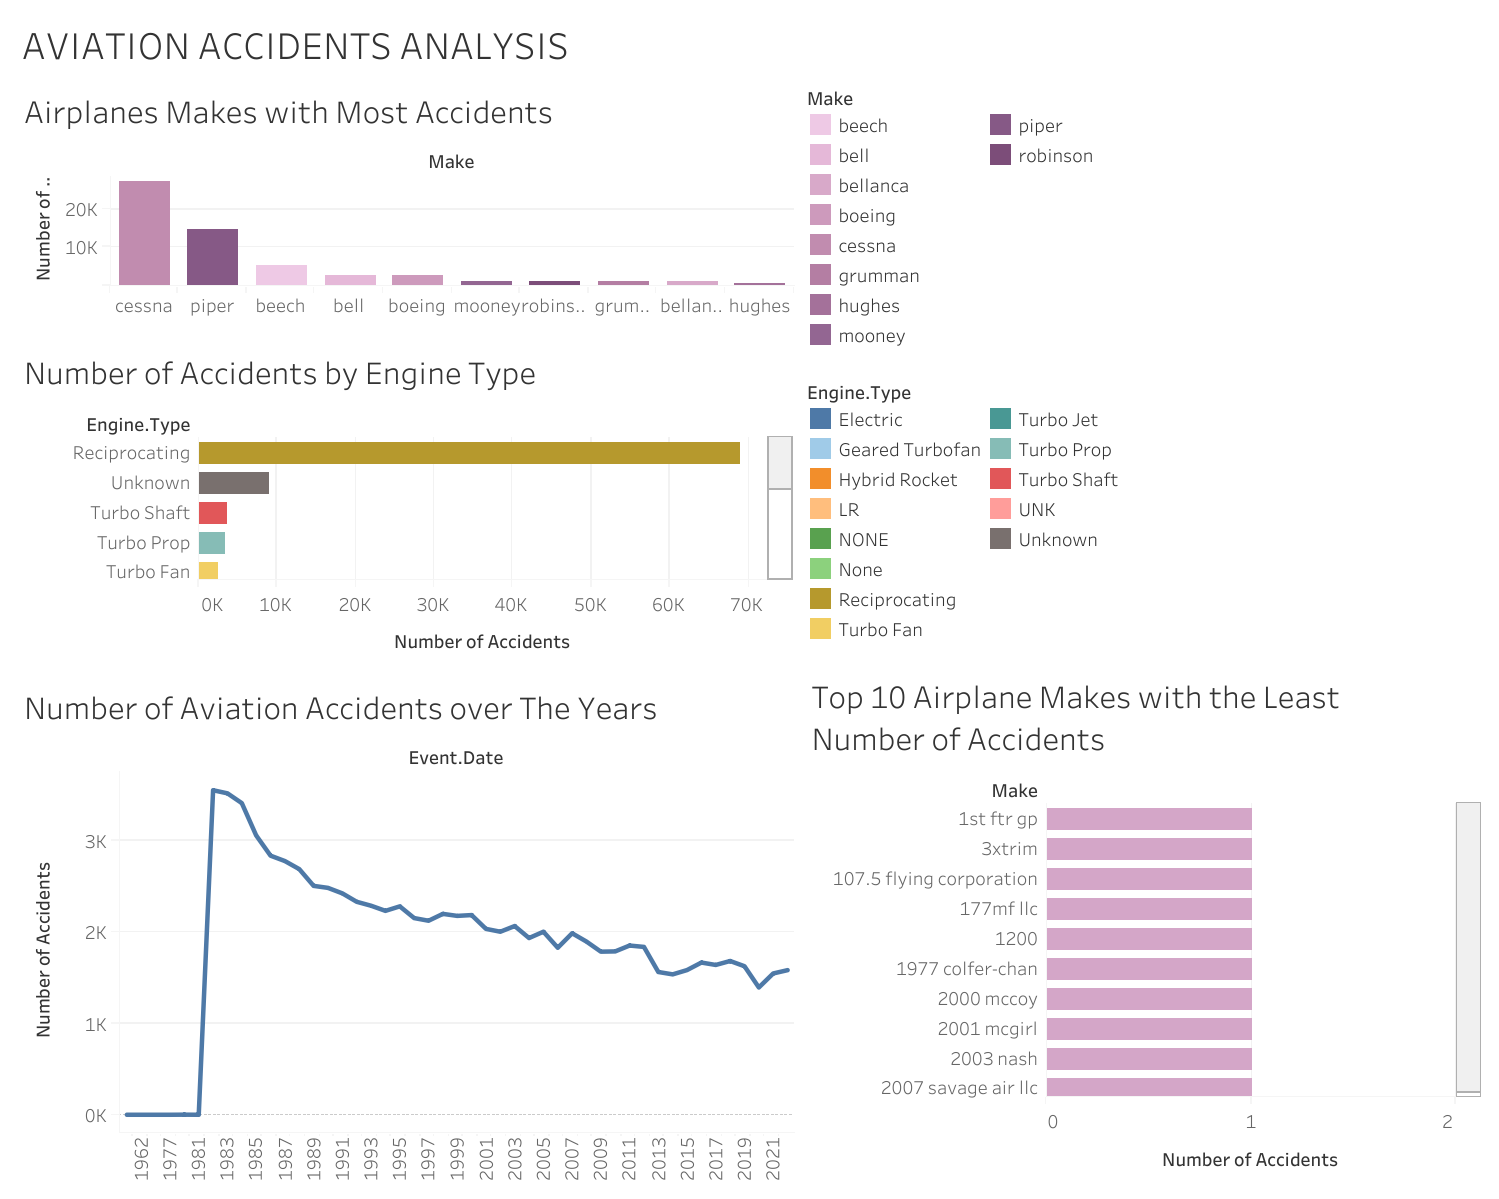 AVIATION ACCIDENTS ANALYSIS
Airplanes Makes with Most Accidents
Make
Number of ..
20K
10K
cessna piper beech bell boeing mooney robins.. grum.. bellan.. hughes
Make
beech piper
bell robinson
bellanca
boeing
cessna
grumman
hughes
mooney
Number of Accidents by Engine Type
Engine.Type
Reciprocating
Unknown
Turbo Shaft
Turbo Prop
Turbo Fan
0K 10K 20K 30K 40K 50K 60K 70K
Number of Accidents
Engine.Type
Electric Turbo Jet
Geared Turbofan Turbo Prop
Hybrid Rocket Turbo Shaft
LR UNK
NONE Unknown
None
Reciprocating
Turbo Fan
Number of Aviation Accidents over The Years
Event.Date
Number of Accidents
3K
2K
1K
0K
1962 1977 1981 1983 1985 1987 1989 1991 1993 1995 1997 1999 2001 2003 2005 2007 2009 2011 2013 2015 2017 2019 2021
Top 10 Airplane Makes with the Least
Number of Accidents
Make
1st ftr gp
3xtrim
107.5 flying corporation
177mf llc
1200
1977 colfer-chan
2000 mccoy
2001 mcgirl
2003 nash
2007 savage air llc
0 1 2
Number of Accidents